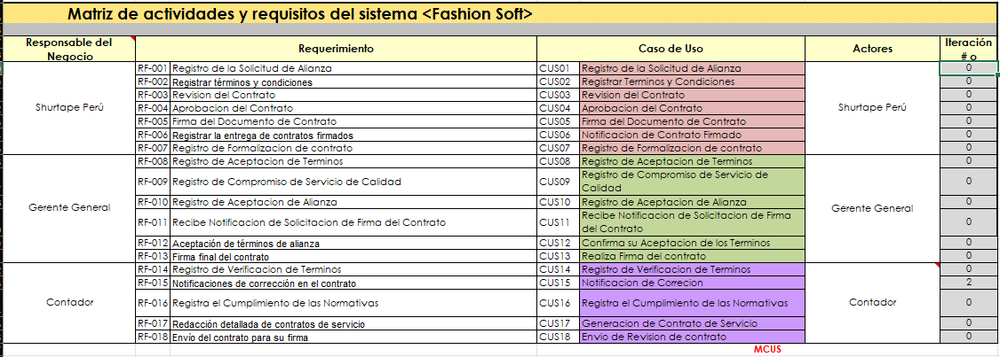 Matriz de actividades y requisitos del sistema <Fashion Soft>
Responsable del Negocio Requerimiento Caso de Uso Actores Iteración # o
Shurtape Perú
RF-001 Registro de la Solicitud de Alianza CUS01 Registro de la Solicitud de Alianza 0
RF-002 Registrar términos y condiciones CUS02 Registrar Terminos y Condiciones 0
RF-003 Revision del Contrato CUS03 Revision del Contrato 0
RF-004 Aprobacion del Contrato CUS04 Aprobacion del Contrato 0
RF-005 Firma del Documento de Contrato CUS05 Firma del Documento de Contrato 0
RF-006 Registrar la entrega de contratos firmados CUS06 Notificacion de Contrato Firmado 0
RF-007 Registro de Formalizacion de contrato CUS07 Registro de Formalizacion de contrato 0
Shurtape Perú
Gerente General
RF-008 Registro de Aceptacion de Terminos CUS08 Registro de Aceptacion de Terminos 0
RF-009 Registro de Compromiso de Servicio de Calidad CUS09 Registro de Compromiso de Servicio de Calidad 0
RF-010 Registro de Aceptacion de Alianza CUS10 Registro de Aceptacion de Alianza 0
RF-011 Recibe Notificacion de Solicitacion de Firma del Contrato CUS11 Recibe Notificacion de Solicitacion de Firma del Contrato 0
RF-012 Aceptación de términos de alianza CUS12 Confirma su Aceptacion de los Terminos 0
RF-013 Firma final del contrato CUS13 Realiza Firma del contrato 0
Gerente General
Contador
RF-014 Registro de Verificacion de Terminos CUS14 Registro de Verificacion de Terminos 0
RF-015 Notificaciones de corrección en el contrato CUS15 Notificacion de Correcion 2
RF-016 Registra el Cumplimiento de las Normativas CUS16 Registra el Cumplimiento de las Normativas 0
RF-017 Redacción detallada de contratos de servicio CUS17 Generacion de Contrato de Servicio 0
RF-018 Envío del contrato para su firma CUS18 Envio de Revision de contrato 0
Contador
MCUS